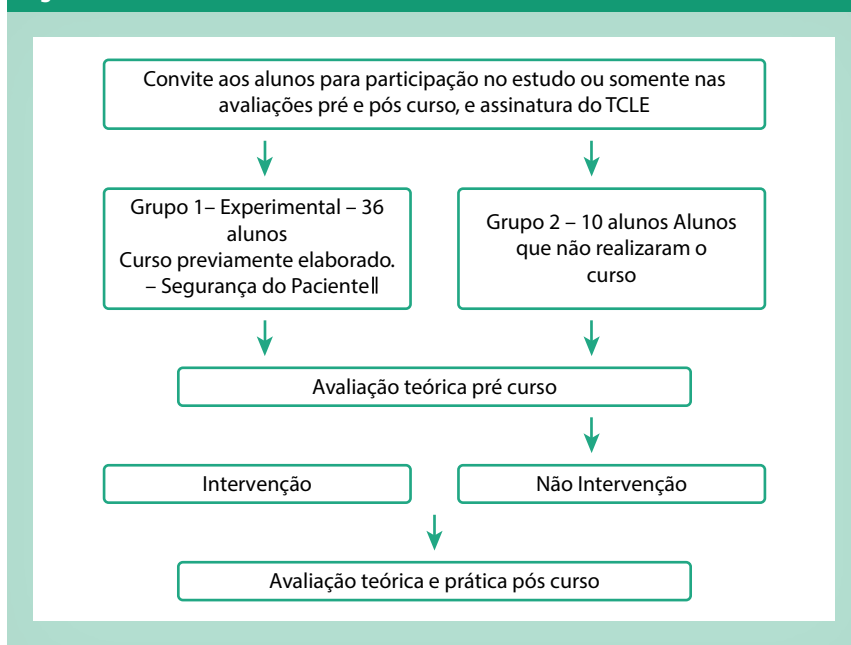 Convite aos alunos para participação no estudo ou somente nas
avaliações pré e pós curso, e assinatura do TCLE
Grupo 1– Experimental – 36
alunos
Curso previamente elaborado.
– Segurança do Paciente‖
Grupo 2 – 10 alunos Alunos
que não realizaram o
curso
Avaliação teórica pré curso
Intervenção
Não Intervenção
Avaliação teórica e prática pós curso